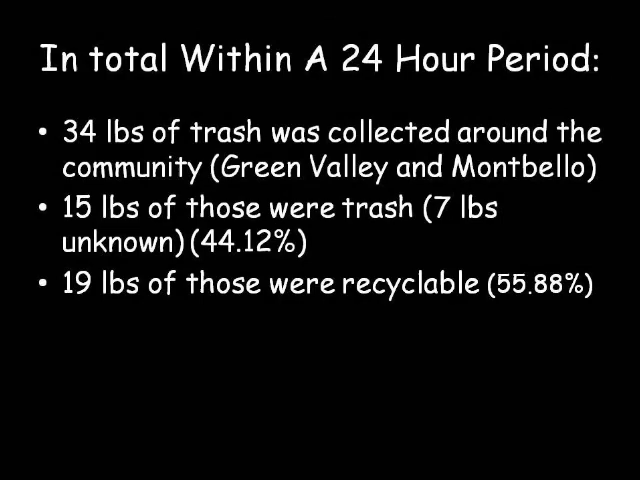 In total Within A 24 Hour Period:
• 34 lbs of trash was collected around the
community (Green Valley and Montbello)
• 15 lbs of those were trash (7 lbs
unknown) (44.12%)
• 19 lbs of those were recyclable (55.88%)